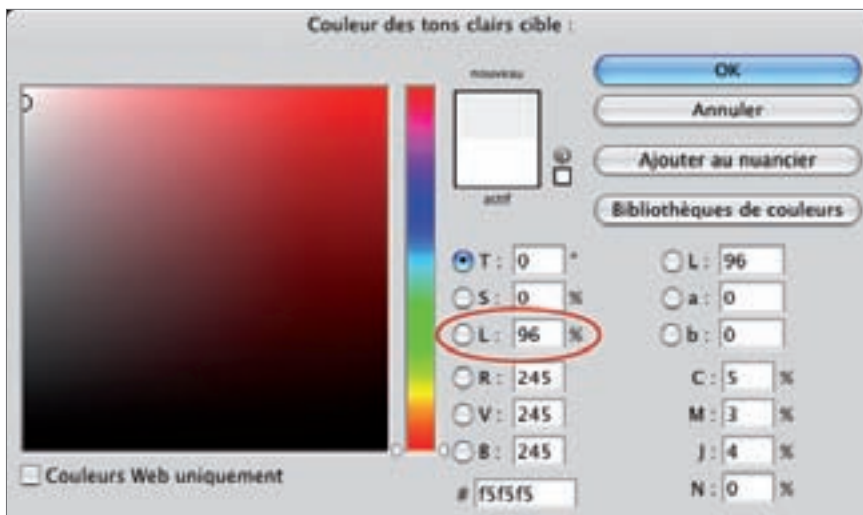 Couleur des tons clairs cible :
nouveau
actif
OK
Annuler
Ajouter au nuancier
Bibliothèques de couleurs
T : 0 °
S : 0 %
L : 96 %
R : 245
V : 245
B : 245
# f5f5f5
L : 96
a : 0
b : 0
C : 5 %
M : 3 %
J : 4 %
N : 0 %
Couleurs Web uniquement